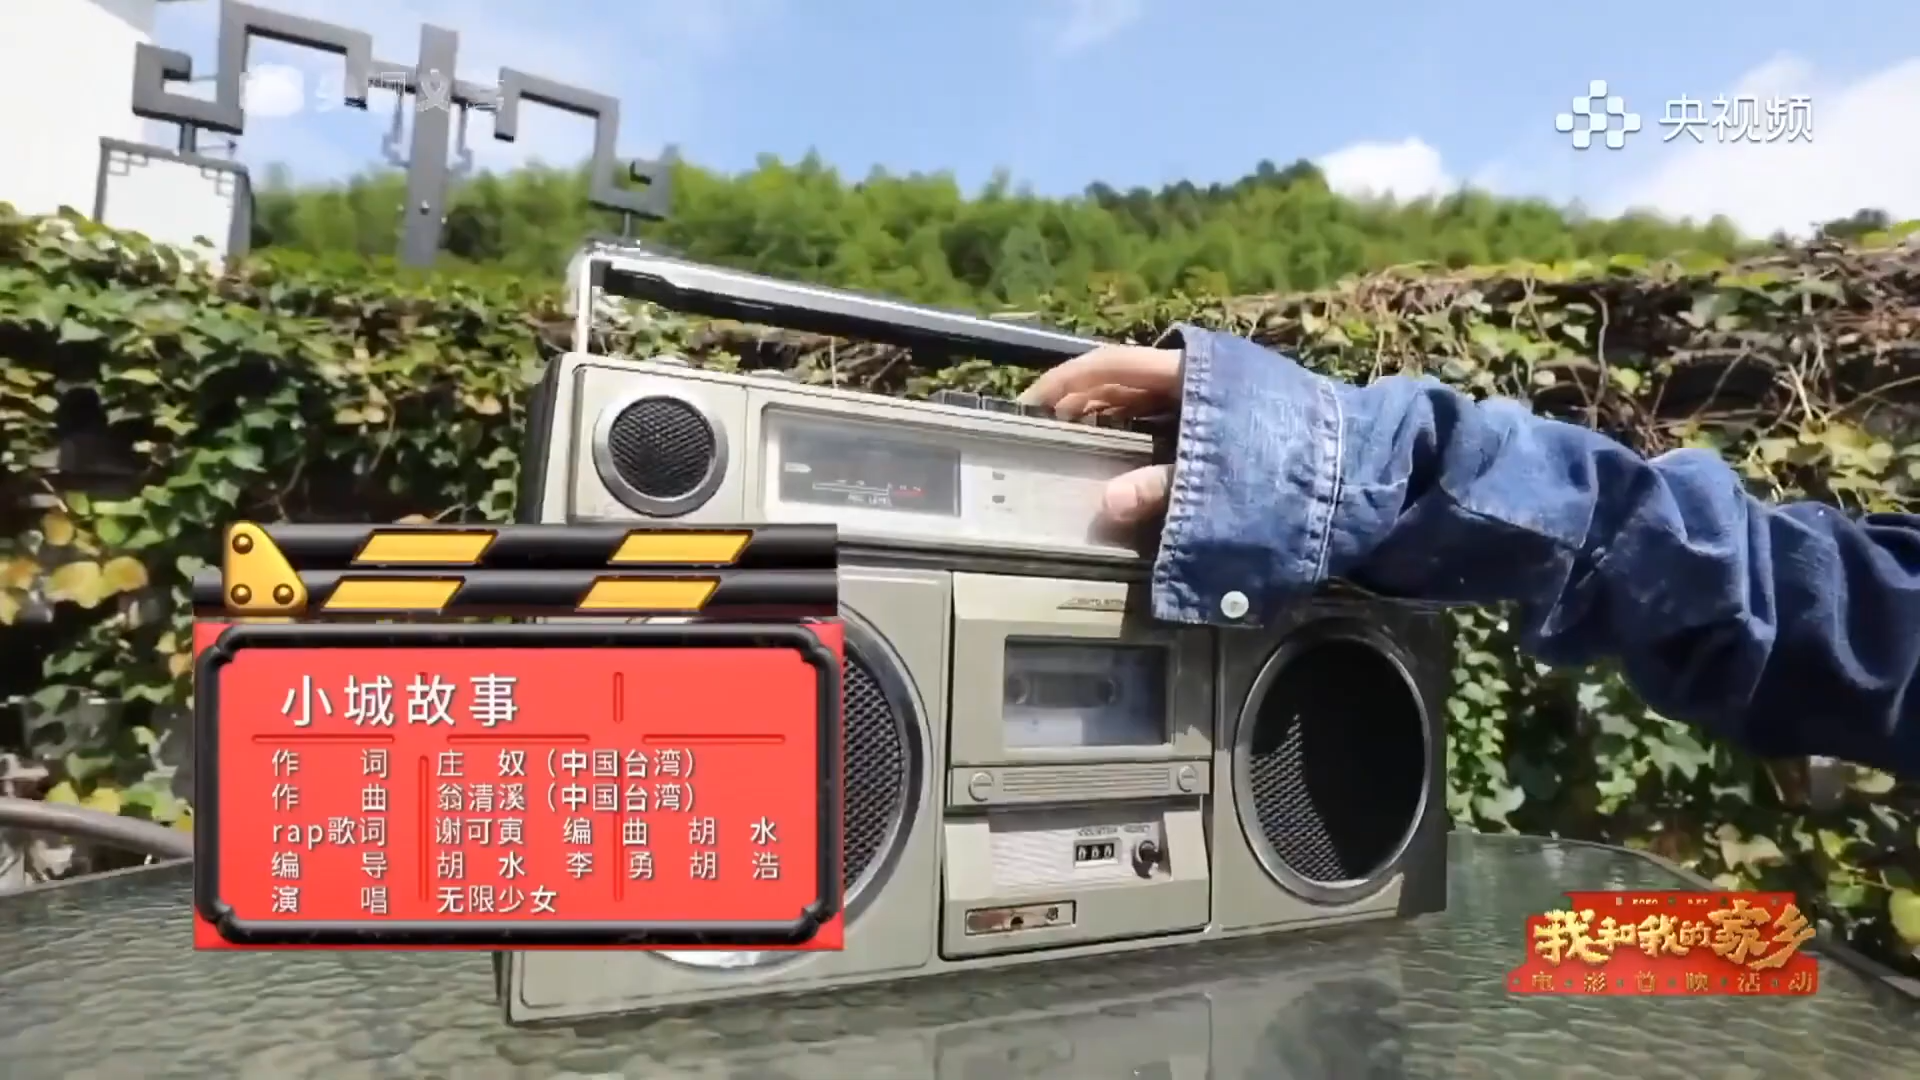 央视频
小城故事
作 词 庄 奴（中国台湾）
作 曲 翁清溪（中国台湾）
rap歌词 谢可寅 编 曲 胡 水
编 导 胡 水 李 勇 胡 浩
演 唱 无限少女
我和我的家乡
电·影·首·映·活·动